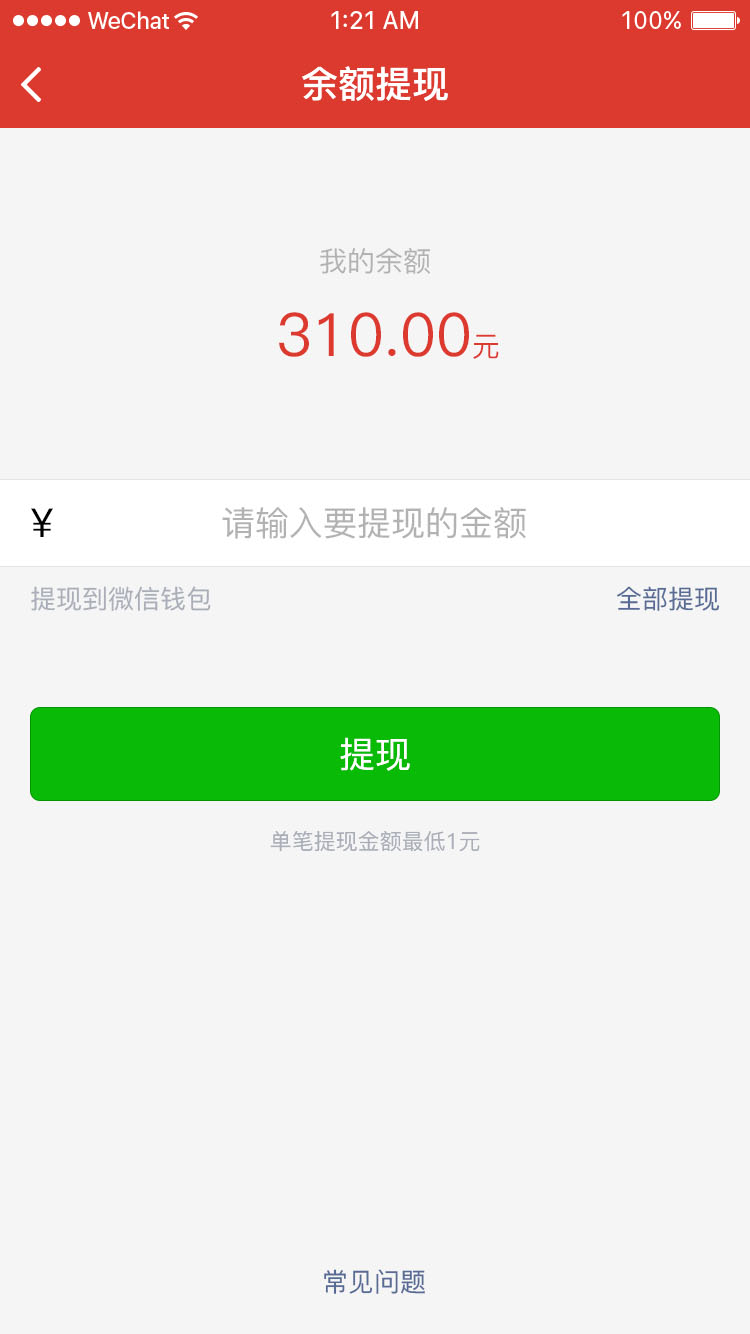 WeChat 1:21 AM 100%
余额提现
我的余额
310.00元
¥ 请输入要提现的金额
提现到微信钱包 全部提现
提现
单笔提现金额最低1元
常见问题